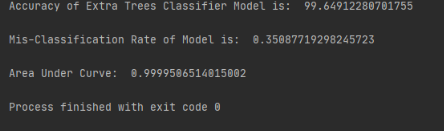 Accuracy of Extra Trees Classifier Model is:  99.64912280701755
Mis-Classification Rate of Model is:  0.35087719298245723
Area Under Curve:  0.9999506514015002
Process finished with exit code 0